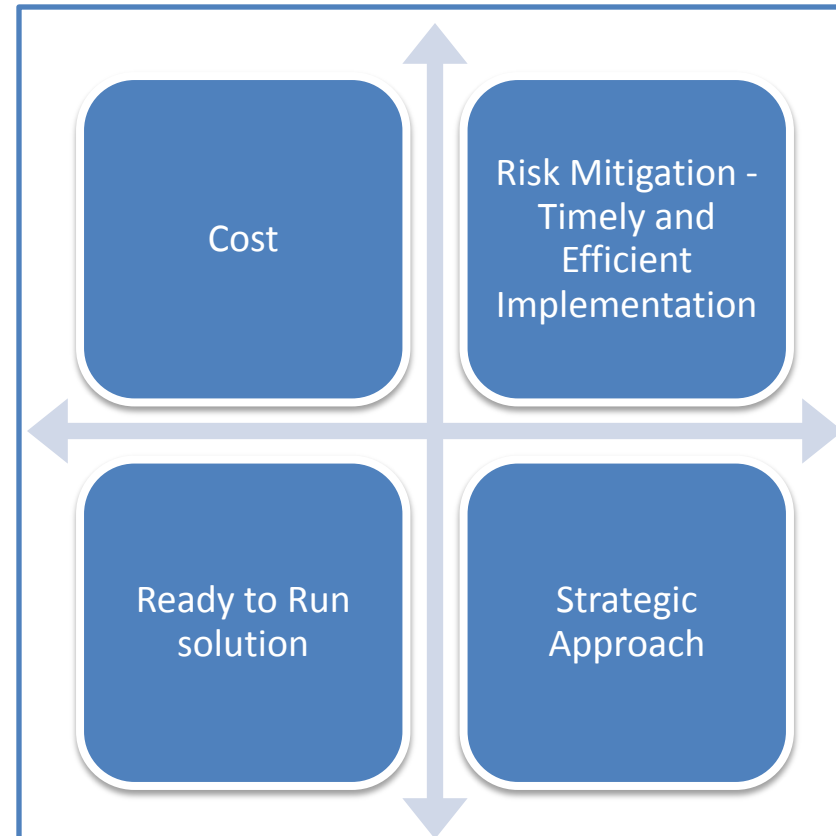 Cost
Risk Mitigation -
Timely and
Efficient
Implementation
Ready to Run
solution
Strategic
Approach